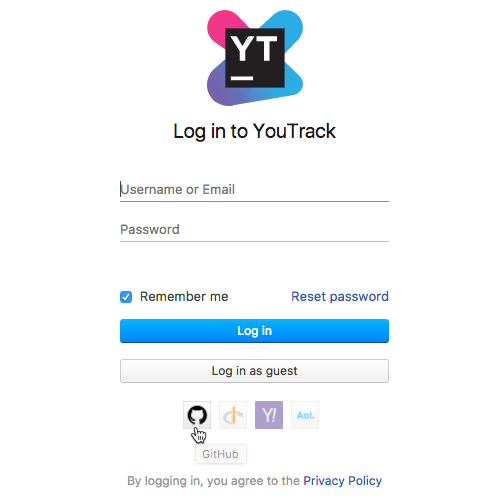 YT
Log in to YouTrack
Username or Email
Password
Remember me Reset password
Log in
Log in as guest
Y! Aol.
GitHub
By logging in, you agree to the Privacy Policy